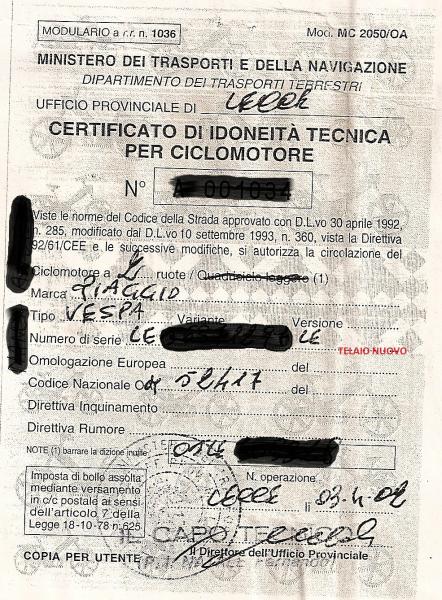 MODULARIO a r.r. n. 1036
Mod. MC 2050/OA
MINISTERO DEI TRASPORTI E DELLA NAVIGAZIONE
DIPARTIMENTO DEI TRASPORTI TERRESTRI
UFFICIO PROVINCIALE DI LECCE
CERTIFICATO DI IDONEITÀ TECNICA
PER CICLOMOTORE
N°
Viste le norme del Codice della Strada approvato con D.L.vo 30 aprile 1992,
n. 285, modificato dal D.L.vo 10 settembre 1993, n. 360, vista la Direttiva
92/61/CEE e le successive modifiche, si autorizza la circolazione del
Ciclomotore a 2 ruote / Quadriciclo leggero (1)
Marca PIAGGIO
Tipo VESPA Variante Versione
Numero di serie LE LE
TELAIO NUOVO
Omologazione Europea del
Codice Nazionale del
Direttiva Inquinamento
Direttiva Rumore
NOTE (1) barrare la dizione inutile
N. operazione
Imposta di bollo assolta
mediante versamento
in c/c postale ai sensi
dell'articolo 7 della
Legge 18-10-78 n. 625
LECCE li 03-4-02
IL CAPO
Il Direttore dell'Ufficio Provinciale
COPIA PER UTENTE